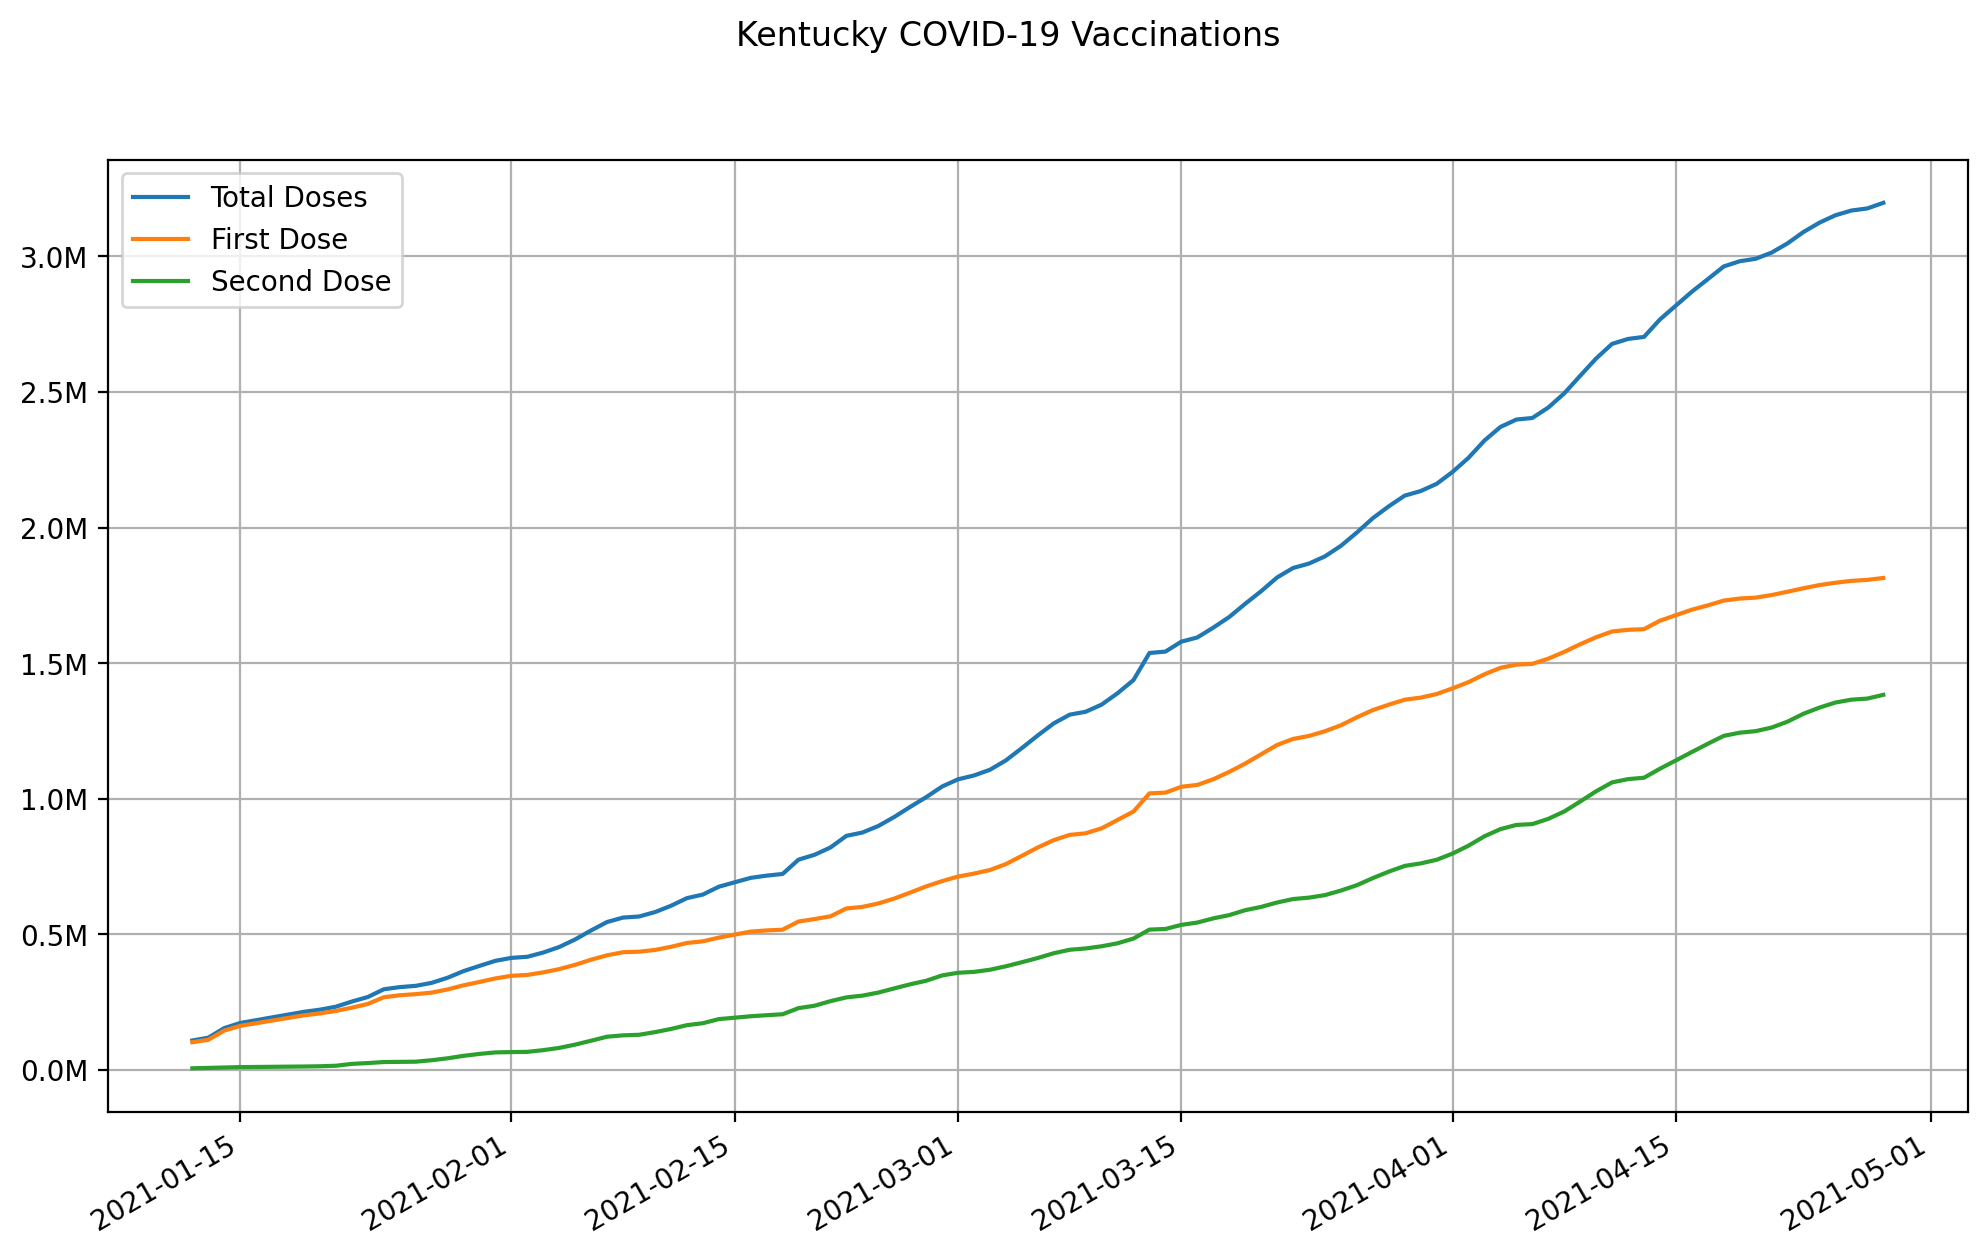 Kentucky COVID-19 Vaccinations
Total Doses
First Dose
Second Dose
3.0M
2.5M
2.0M
1.5M
1.0M
0.5M
0.0M
2021-01-15
2021-02-01
2021-02-15
2021-03-01
2021-03-15
2021-04-01
2021-04-15
2021-05-01